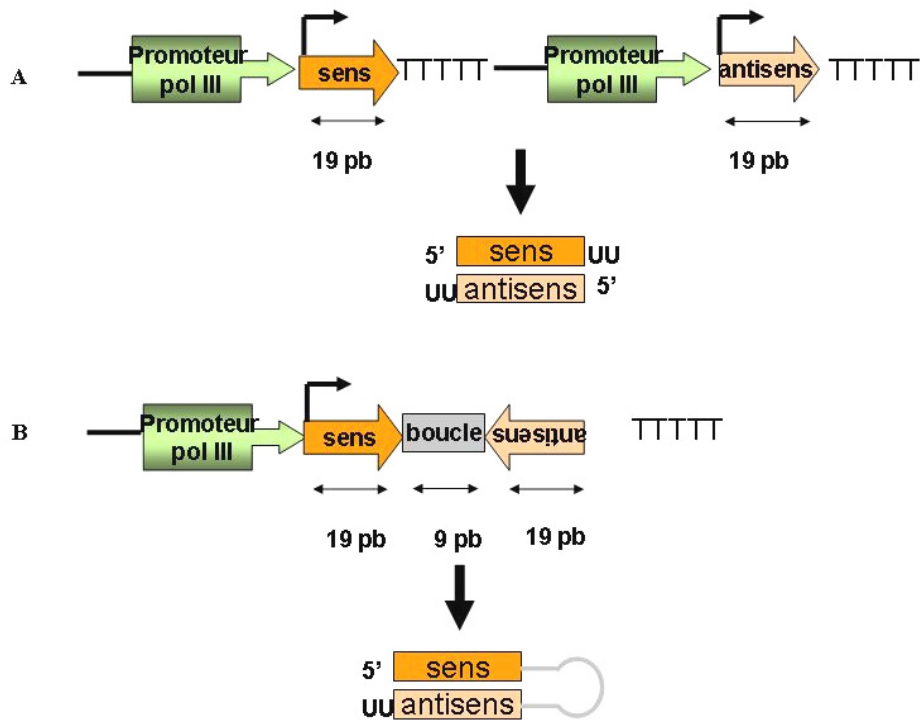 A
Promoteur
pol III
sens
TTTTT
Promoteur
pol III
antisens
TTTTT
19 pb
19 pb
5’ sens UU
UU antisens 5’
B
Promoteur
pol III
sens
boucle
antisens
TTTTT
19 pb
9 pb
19 pb
5’ sens
UU antisens